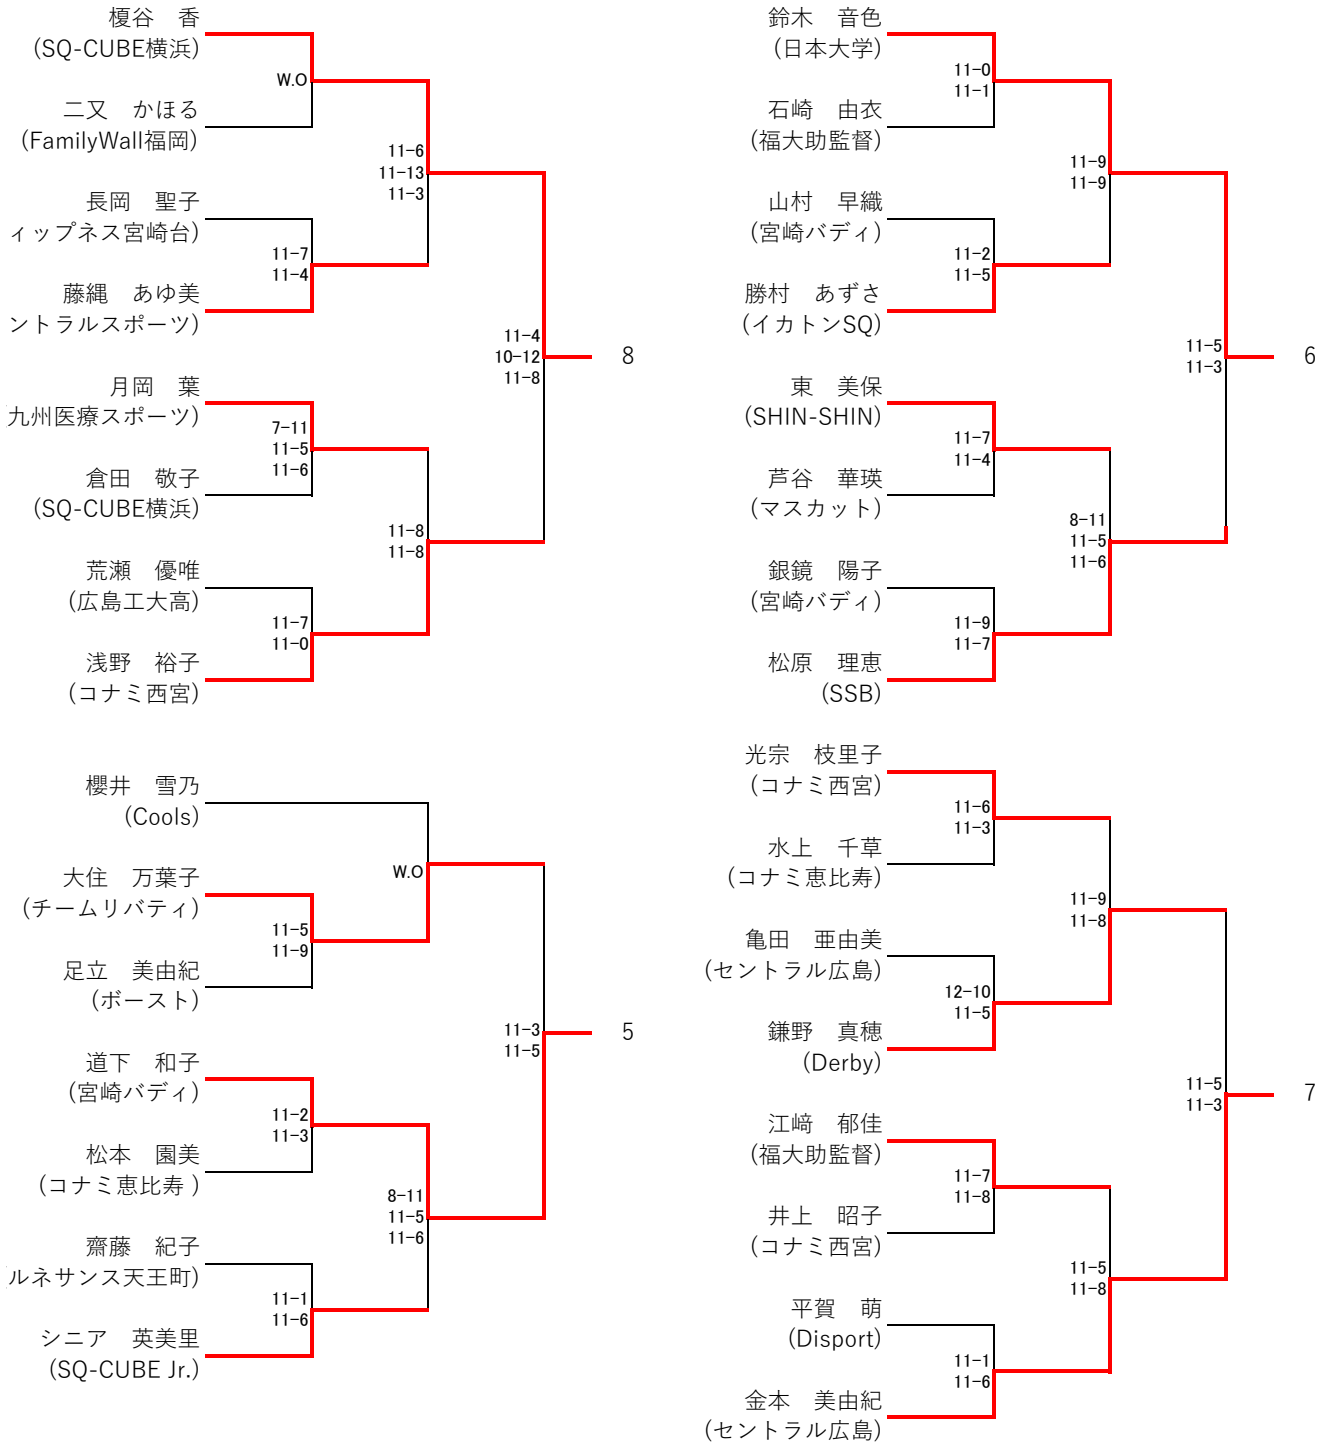 榎谷　香
(SQ-CUBE横浜)
W.O
二又　かほる
(FamilyWall福岡)
11-6
11-13
11-3
長岡　聖子
ィップネス宮崎台)
11-7
11-4
藤縄　あゆ美
ントラルスポーツ)
11-4
10-12
11-8
8
月岡　葉
九州医療スポーツ)
7-11
11-5
11-6
倉田　敬子
(SQ-CUBE横浜)
11-8
11-8
荒瀬　優唯
(広島工大高)
11-7
11-0
浅野　裕子
(コナミ西宮)
櫻井　雪乃
(Cools)
W.O
大住　万葉子
(チームリバティ)
11-5
11-9
足立　美由紀
(ボースト)
11-3
11-5
5
道下　和子
(宮崎バディ)
11-2
11-3
松本　園美
(コナミ恵比寿 )
8-11
11-5
11-6
齋藤　紀子
ルネサンス天王町)
11-1
11-6
シニア　英美里
(SQ-CUBE Jr.)
鈴木　音色
(日本大学)
11-0
11-1
石崎　由衣
(福大助監督)
11-9
11-9
山村　早織
(宮崎バディ)
11-2
11-5
勝村　あずさ
(イカトンSQ)
11-5
11-3
6
東　美保
(SHIN-SHIN)
11-7
11-4
芦谷　華瑛
(マスカット)
8-11
11-5
11-6
銀鏡　陽子
(宮崎バディ)
11-9
11-7
松原　理恵
(SSB)
光宗　枝里子
(コナミ西宮)
11-6
11-3
水上　千草
(コナミ恵比寿)
11-9
11-8
亀田　亜由美
(セントラル広島)
12-10
11-5
鎌野　真穂
(Derby)
11-5
11-3
7
江﨑　郁佳
(福大助監督)
11-7
11-8
井上　昭子
(コナミ西宮)
11-5
11-8
平賀　萌
(Disport)
11-1
11-6
金本　美由紀
(セントラル広島)